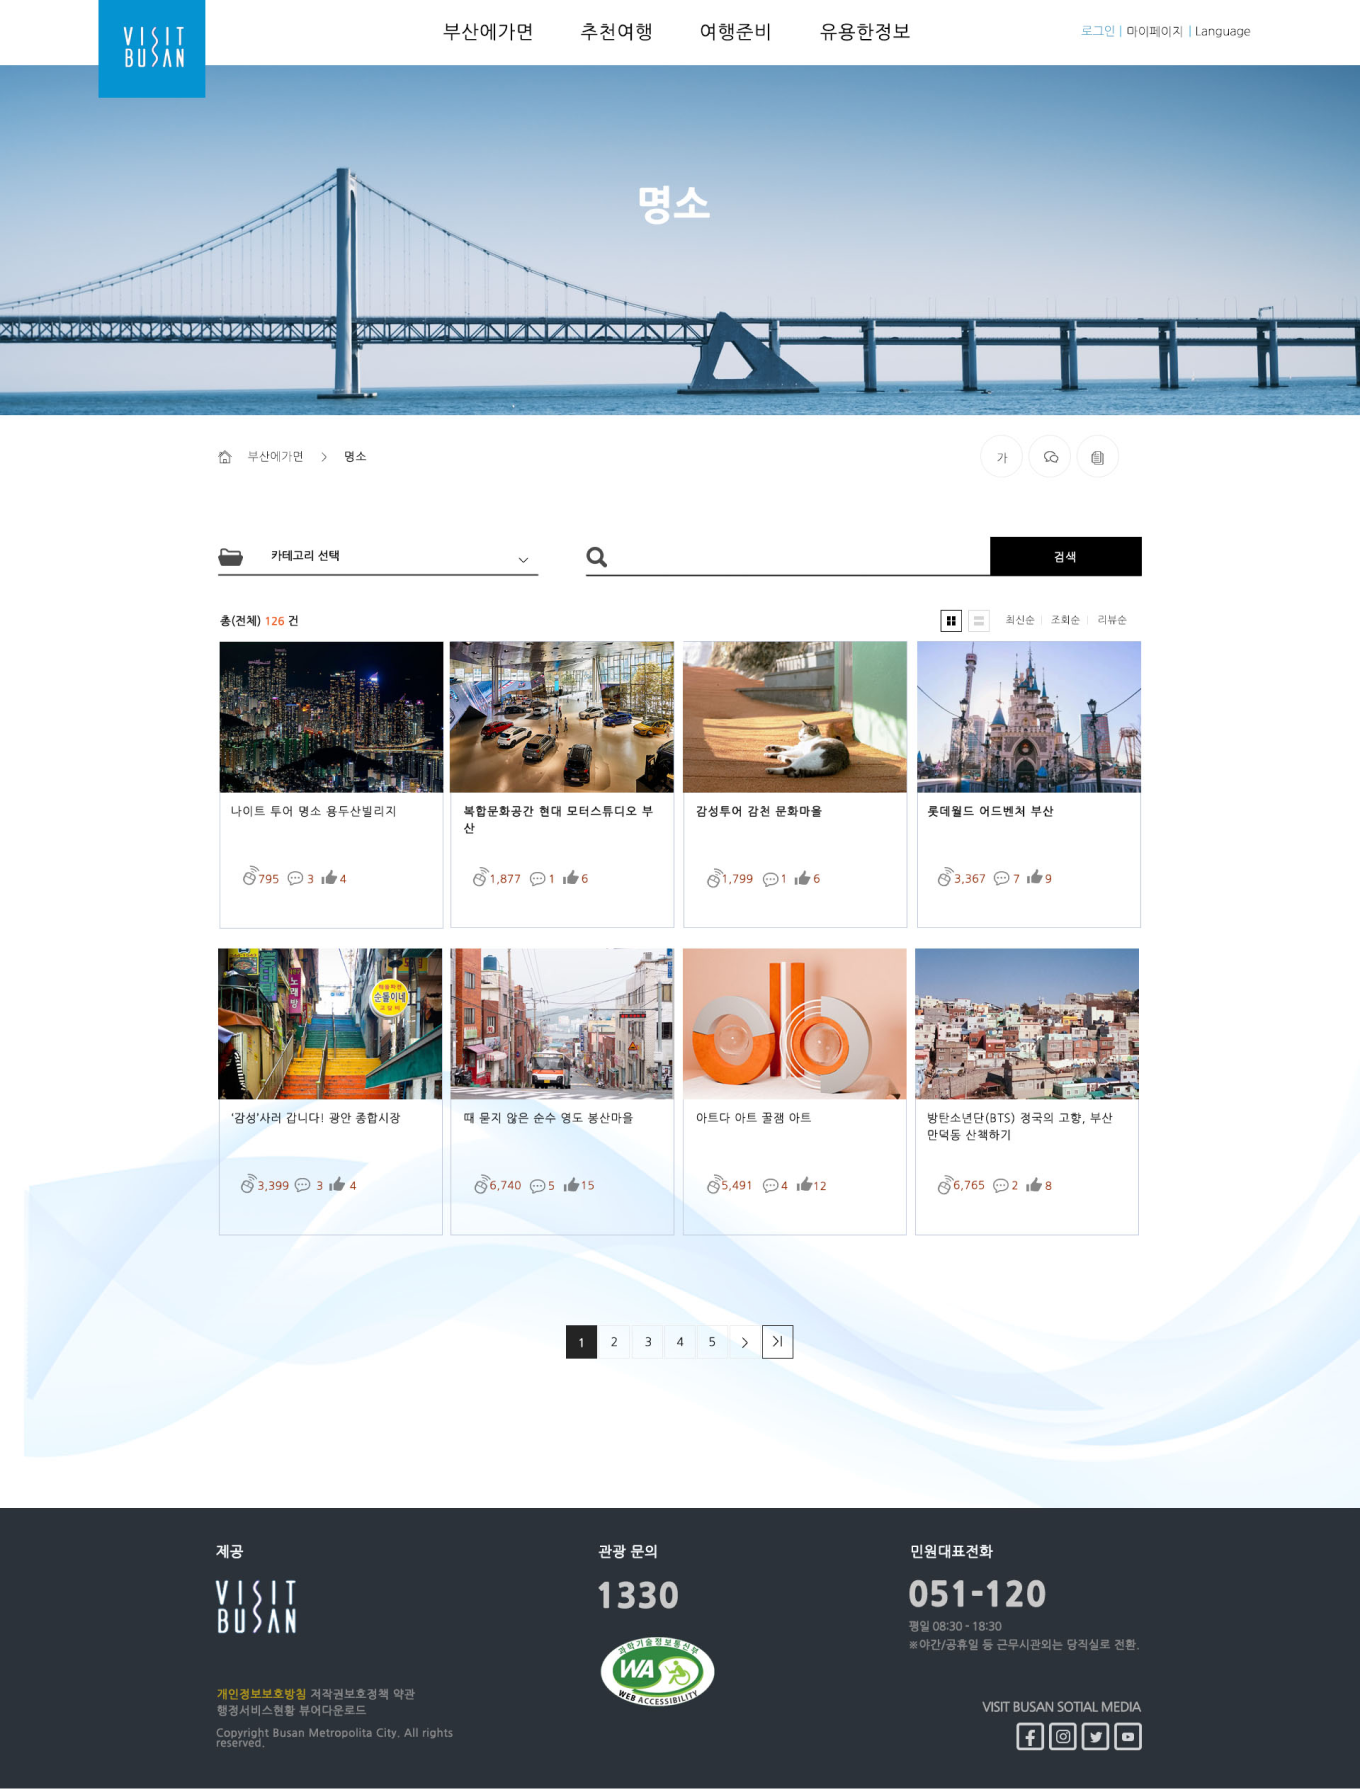 VISIT
BUSAN
부산에가면 추천여행 여행준비 유용한정보
로그인 | 마이페이지 | Language
명소
부산에가면 > 명소
가
카테고리 선택
검색
총(전체) 126 건
최신순 조회순 리뷰순
나이트 투어 명소 용두산빌리지
795 3 4
복합문화공간 현대 모터스튜디오 부
산
1,877 1 6
감성투어 감천 문화마을
1,799 1 6
롯데월드 어드벤처 부산
3,367 7 9
노래방
순돌이네
'감성'사러 갑니다! 광안 종합시장
3,399 3 4
때 묻지 않은 순수 영도 봉산마을
6,740 5 15
아트다 아트 꿀잼 아트
5,491 4 12
방탄소년단(BTS) 정국의 고향, 부산
만덕동 산책하기
6,765 2 8
1 2 3 4 5 > >|
제공
VISIT
BUSAN
개인정보보호방침 저작권보호정책 약관
행정서비스현황 뷰어다운로드
Copyright Busan Metropolita City. All rights
reserved.
관광 문의
1330
과학기술정보통신부
WA
WEB ACCESSIBILITY
민원대표전화
051-120
평일 08:30 - 18:30
※야간/공휴일 등 근무시관외는 당직실로 전환.
VISIT BUSAN SOTIAL MEDIA